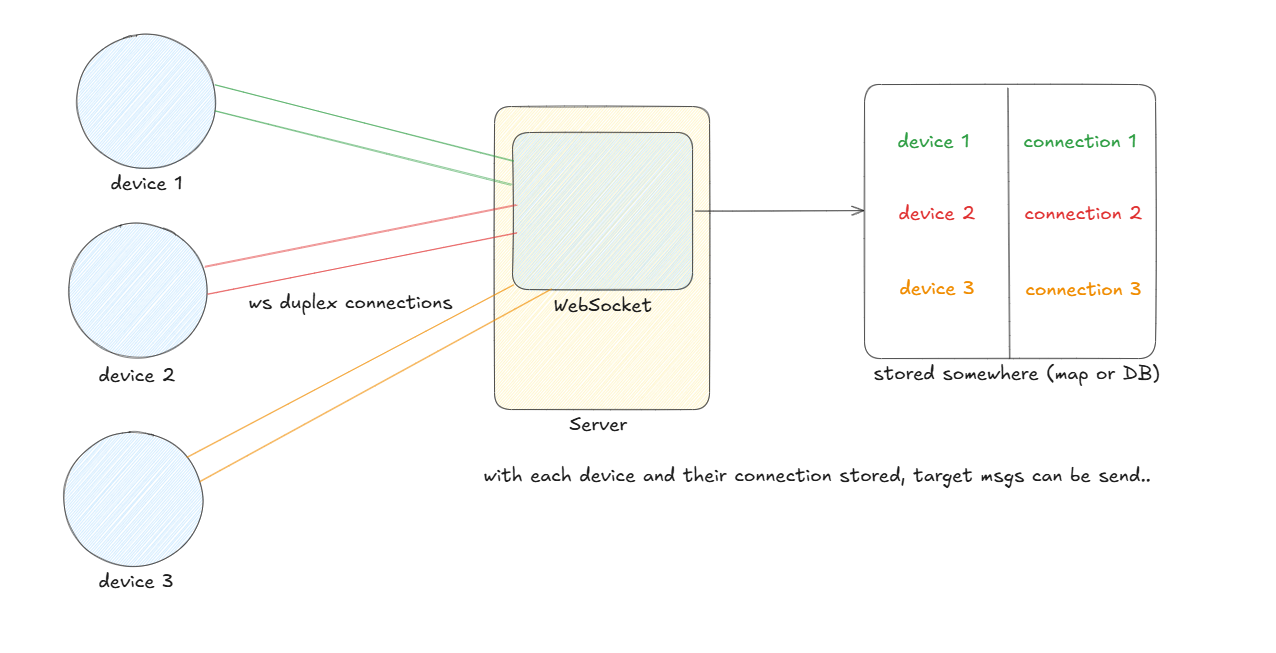 device 1
device 2
ws duplex connections
device 3
WebSocket
Server
device 1 connection 1
device 2 connection 2
device 3 connection 3
stored somewhere (map or DB)
with each device and their connection stored, target msgs can be send..